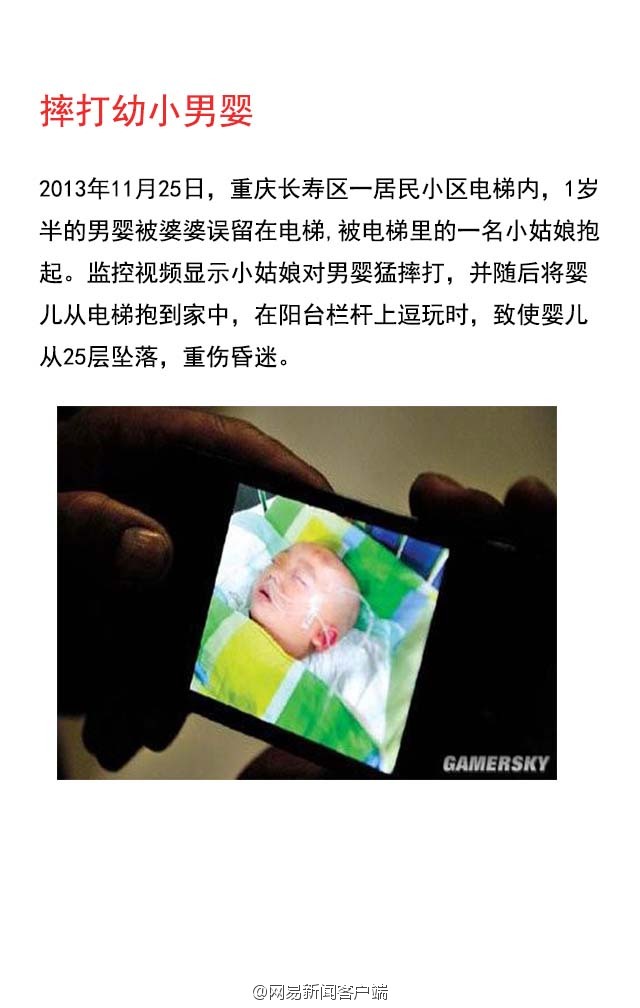 摔打幼小男婴
2013年11月25日，重庆长寿区一居民小区电梯内，1岁
半的男婴被婆婆误留在电梯,被电梯里的一名小姑娘抱
起。监控视频显示小姑娘对男婴猛摔打，并随后将婴
儿从电梯抱到家中，在阳台栏杆上逗玩时，致使婴儿
从25层坠落，重伤昏迷。
GAMERSKY
@网易新闻客户端